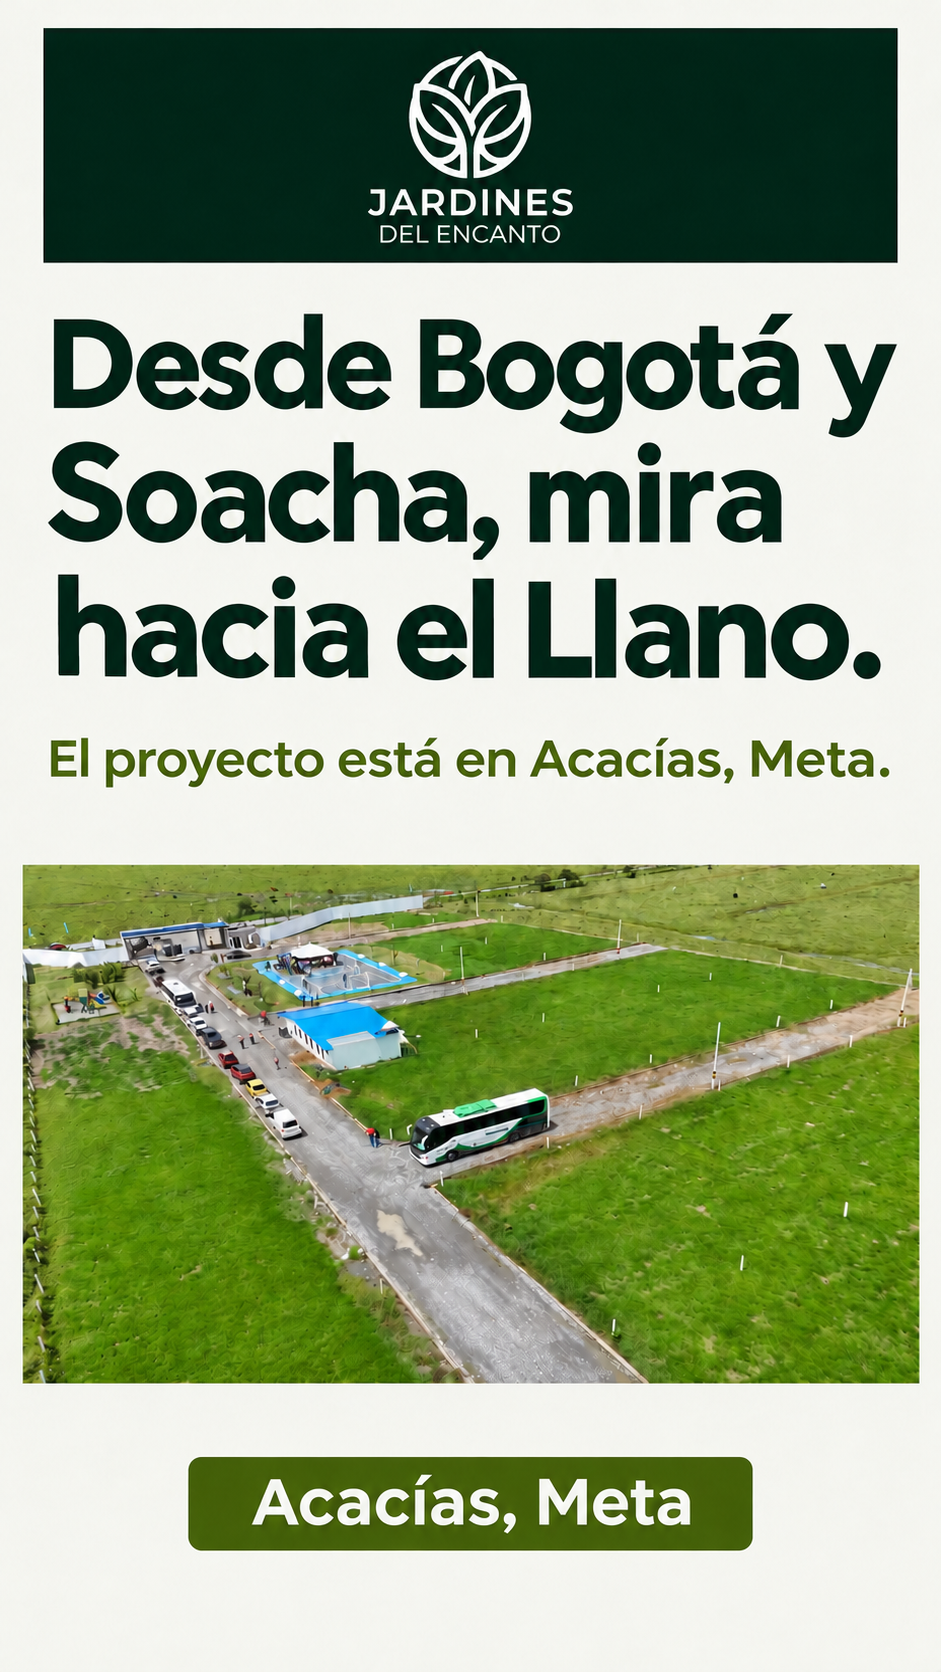 JARDINES
DEL ENCANTO
Desde Bogotá y
Soacha, mira
hacia el Llano.
El proyecto está en Acacías, Meta.
Acacías, Meta